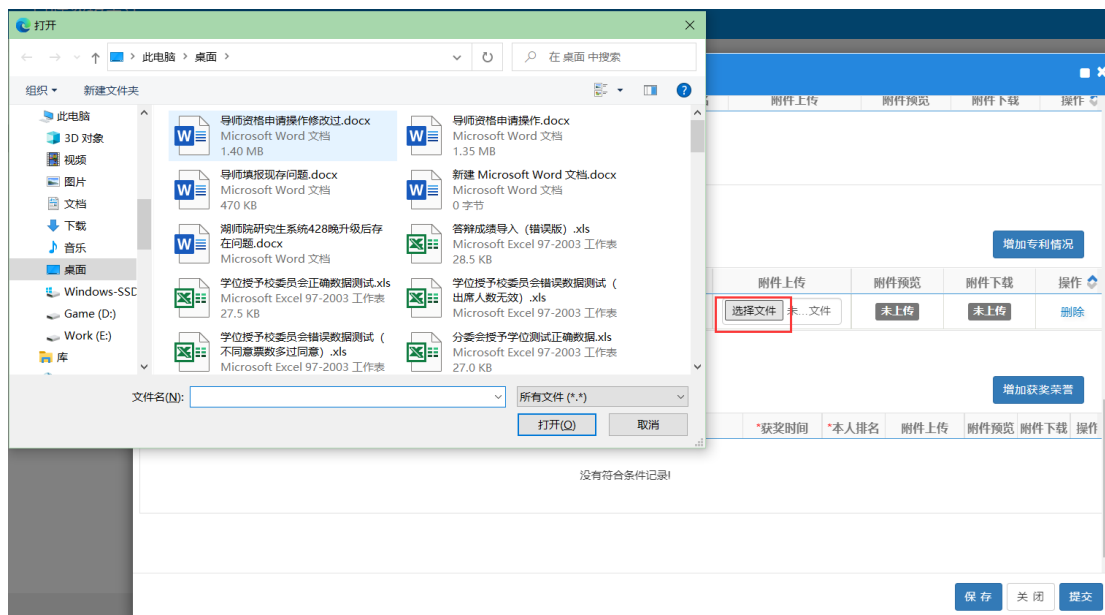 打开
此电脑 > 桌面 >
在 桌面 中搜索
组织
新建文件夹
此电脑
3D 对象
视频
图片
文档
下载
音乐
桌面
Windows-SSD
Game (D:)
Work (E:)
库
导师资格申请操作修改过.docx
Microsoft Word 文档
1.40 MB
导师资格申请操作.docx
Microsoft Word 文档
1.35 MB
导师填报现存问题.docx
Microsoft Word 文档
470 KB
新建 Microsoft Word 文档.docx
Microsoft Word 文档
0 字节
湖师院研究生系统428晚升级后存
在问题.docx
Microsoft Word 文档
答辩成绩导入（错误版）.xls
Microsoft Excel 97-2003 工作表
28.5 KB
学位授予校委员会正确数据测试.xls
Microsoft Excel 97-2003 工作表
27.5 KB
学位授予校委员会错误数据测试（
出席人数无效）.xls
Microsoft Excel 97-2003 工作表
学位授予校委员会错误数据测试（
不同意票数多过同意）.xls
Microsoft Excel 97-2003 工作表
分委会授予学位测试正确数据.xls
Microsoft Excel 97-2003 工作表
27.0 KB
文件名(N):
所有文件 (*.*)
打开(O)
取消
附件上传 附件预览 附件下载 操作
增加专利情况
附件上传 附件预览 附件下载 操作
选择文件 未...文件 未上传 未上传 删除
增加获奖荣誉
*获奖时间 *本人排名 附件上传 附件预览 附件下载 操作
没有符合条件记录!
保存 关闭 提交